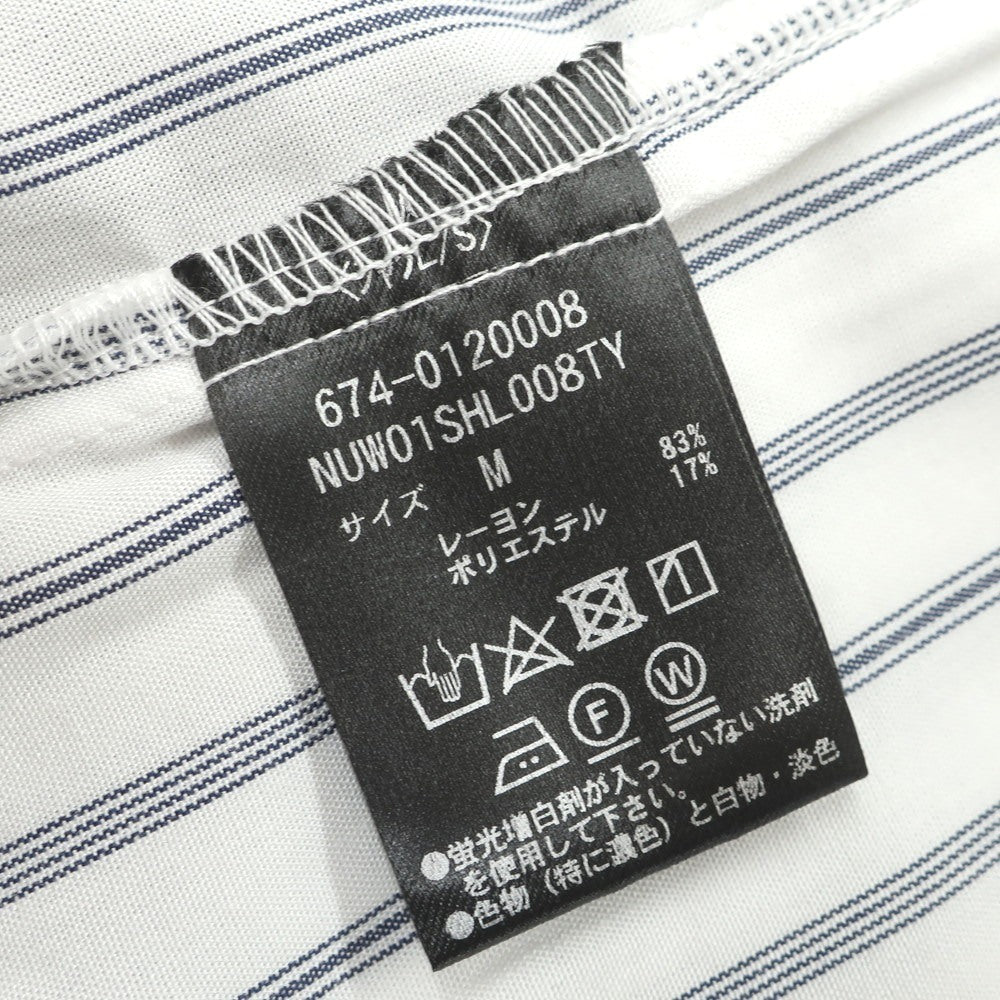 674-0120008
NUW01SHL008TY
サイズ M
レーヨン 83%
ポリエステル 17%
F W
●蛍光増白剤が入っていない洗剤
を使用して下さい。
●色物(特に濃色)と白物・淡色